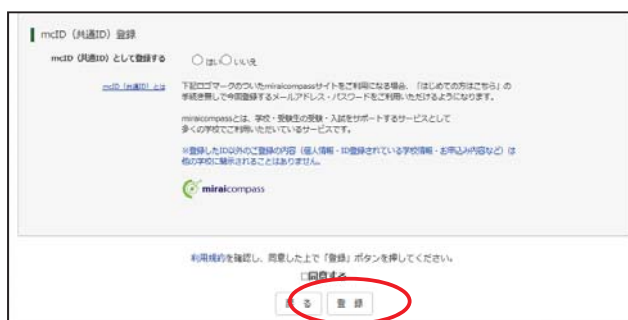 mcID（共通ID）登録
mcID（共通ID）として登録する
○はい○いいえ
mcID（共通ID）とは
下記ロゴマークのついたmiraicompassサイトをご利用になる場合、「はじめての方はこちら」の
手続き無しで今回登録するメールアドレス・パスワードをご利用いただけるようになります。
miraicompassとは、学校・受験生の受験・入試をサポートするサービスとして
多くの学校でご利用いただいているサービスです。
※登録したID以外のご登録の内容（個人情報・ID登録されている学校情報・お申込み内容など）は
他の学校に開示されることはありません。
miraicompass
利用規約を確認し、同意した上で「登録」ボタンを押してください。
□同意する
戻る 登録